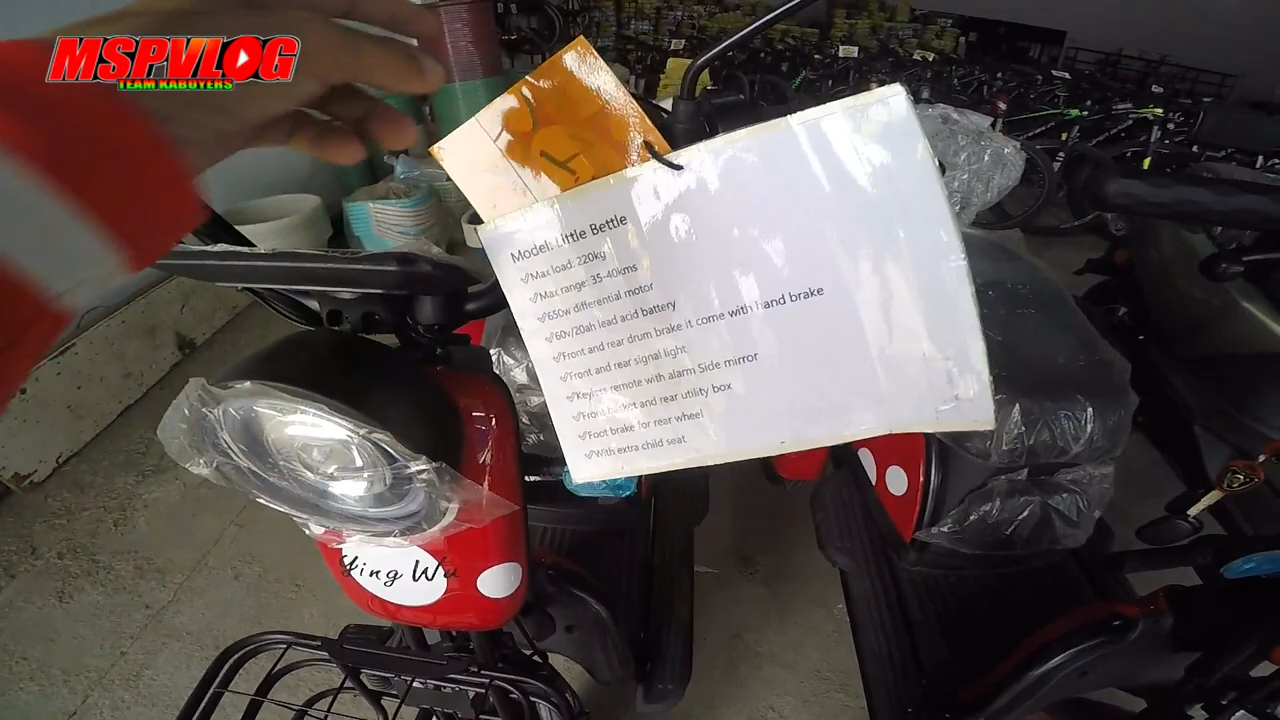 MSPVLOG
TEAM KABUYERS
Model: Little Bettle
Max load: 220kg
Max range: 35-40kms
650w differential motor
60v/20ah lead acid battery
Front and rear drum brake it come with hand brake
Front and rear signal light
Keyless remote with alarm Side mirror
Front basket and rear utility box
Foot brake for rear wheel
With extra child seat
Ying Wu